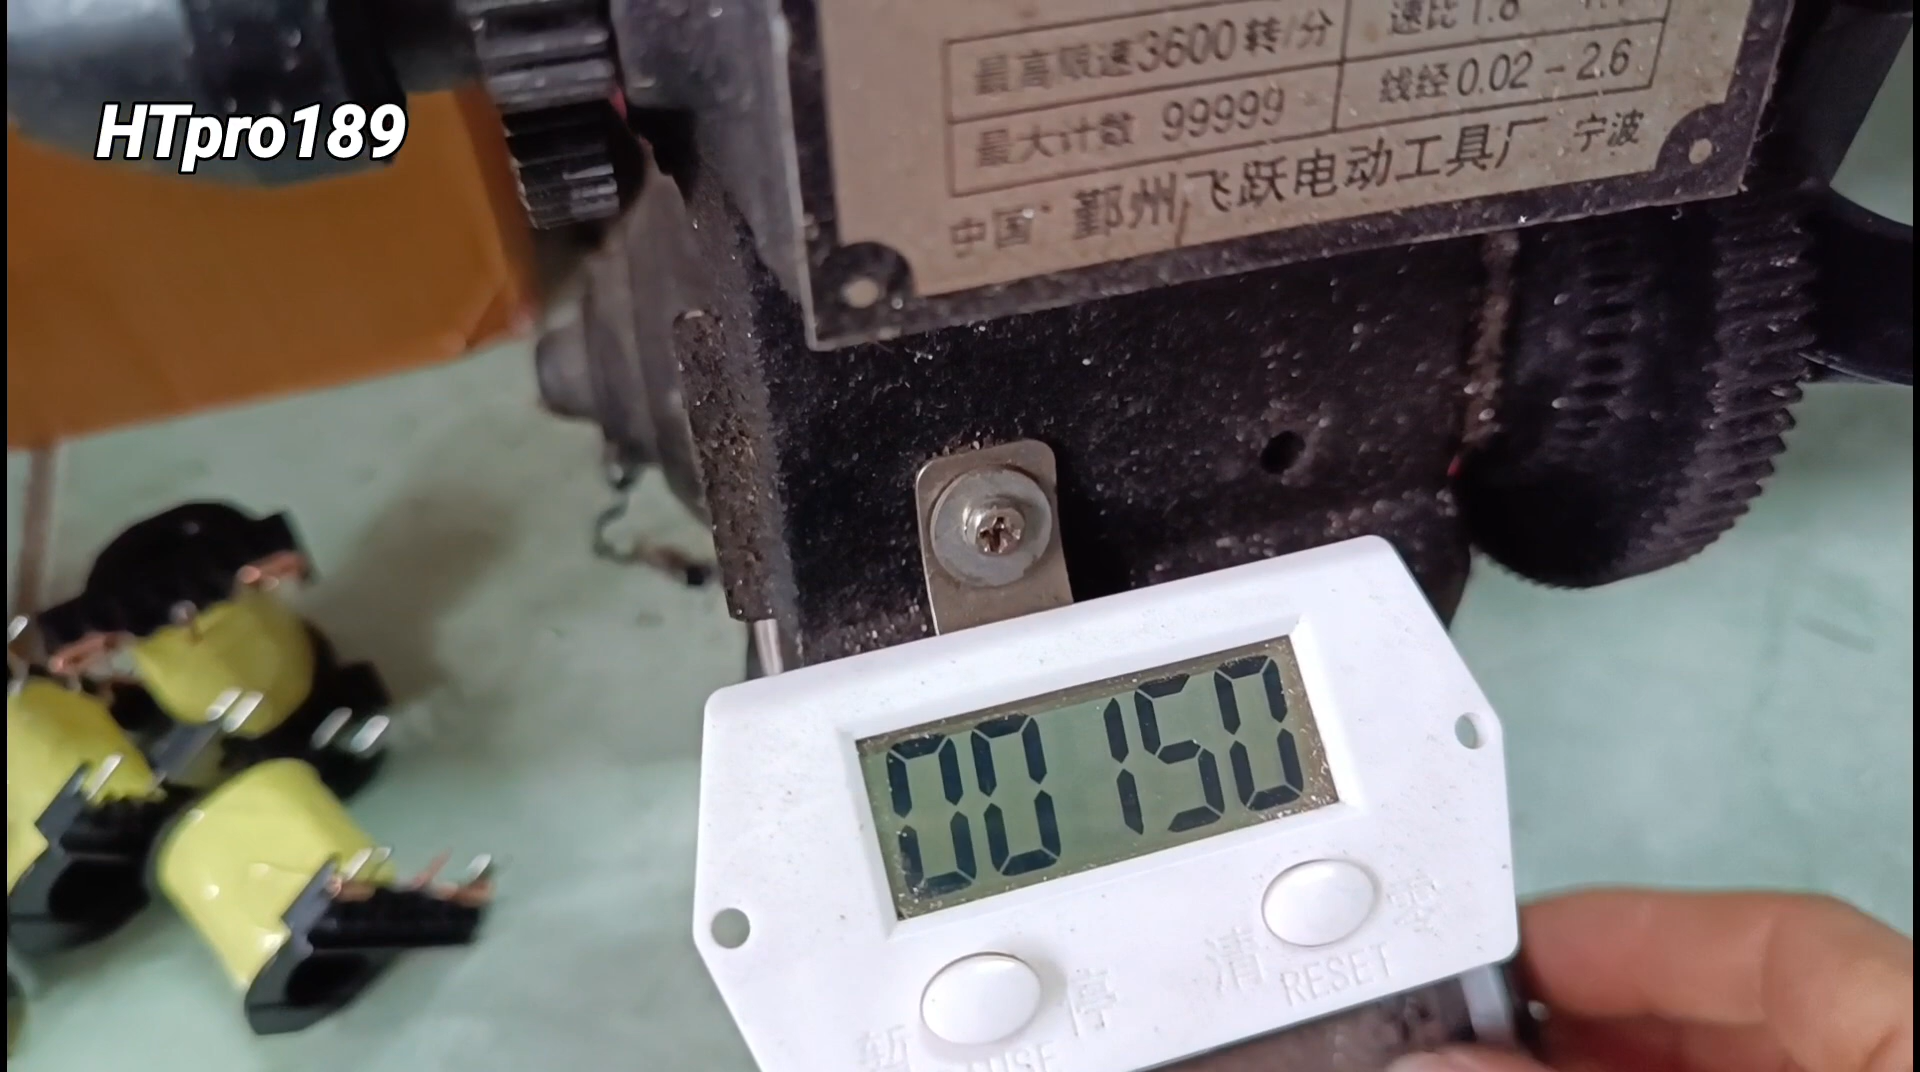 HTpro189
最高限速3600转/分
速比1.8
最大计数 99999
线经0.02-2.6
中国·鄞州飞跃电动工具厂 宁波
00150
清零
RESET
暂停